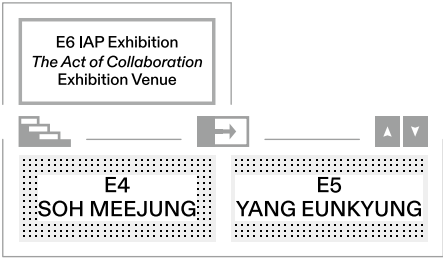 E6 IAP Exhibition
The Act of Collaboration
Exhibition Venue
E4
SOH MEEJUNG
E5
YANG EUNKYUNG